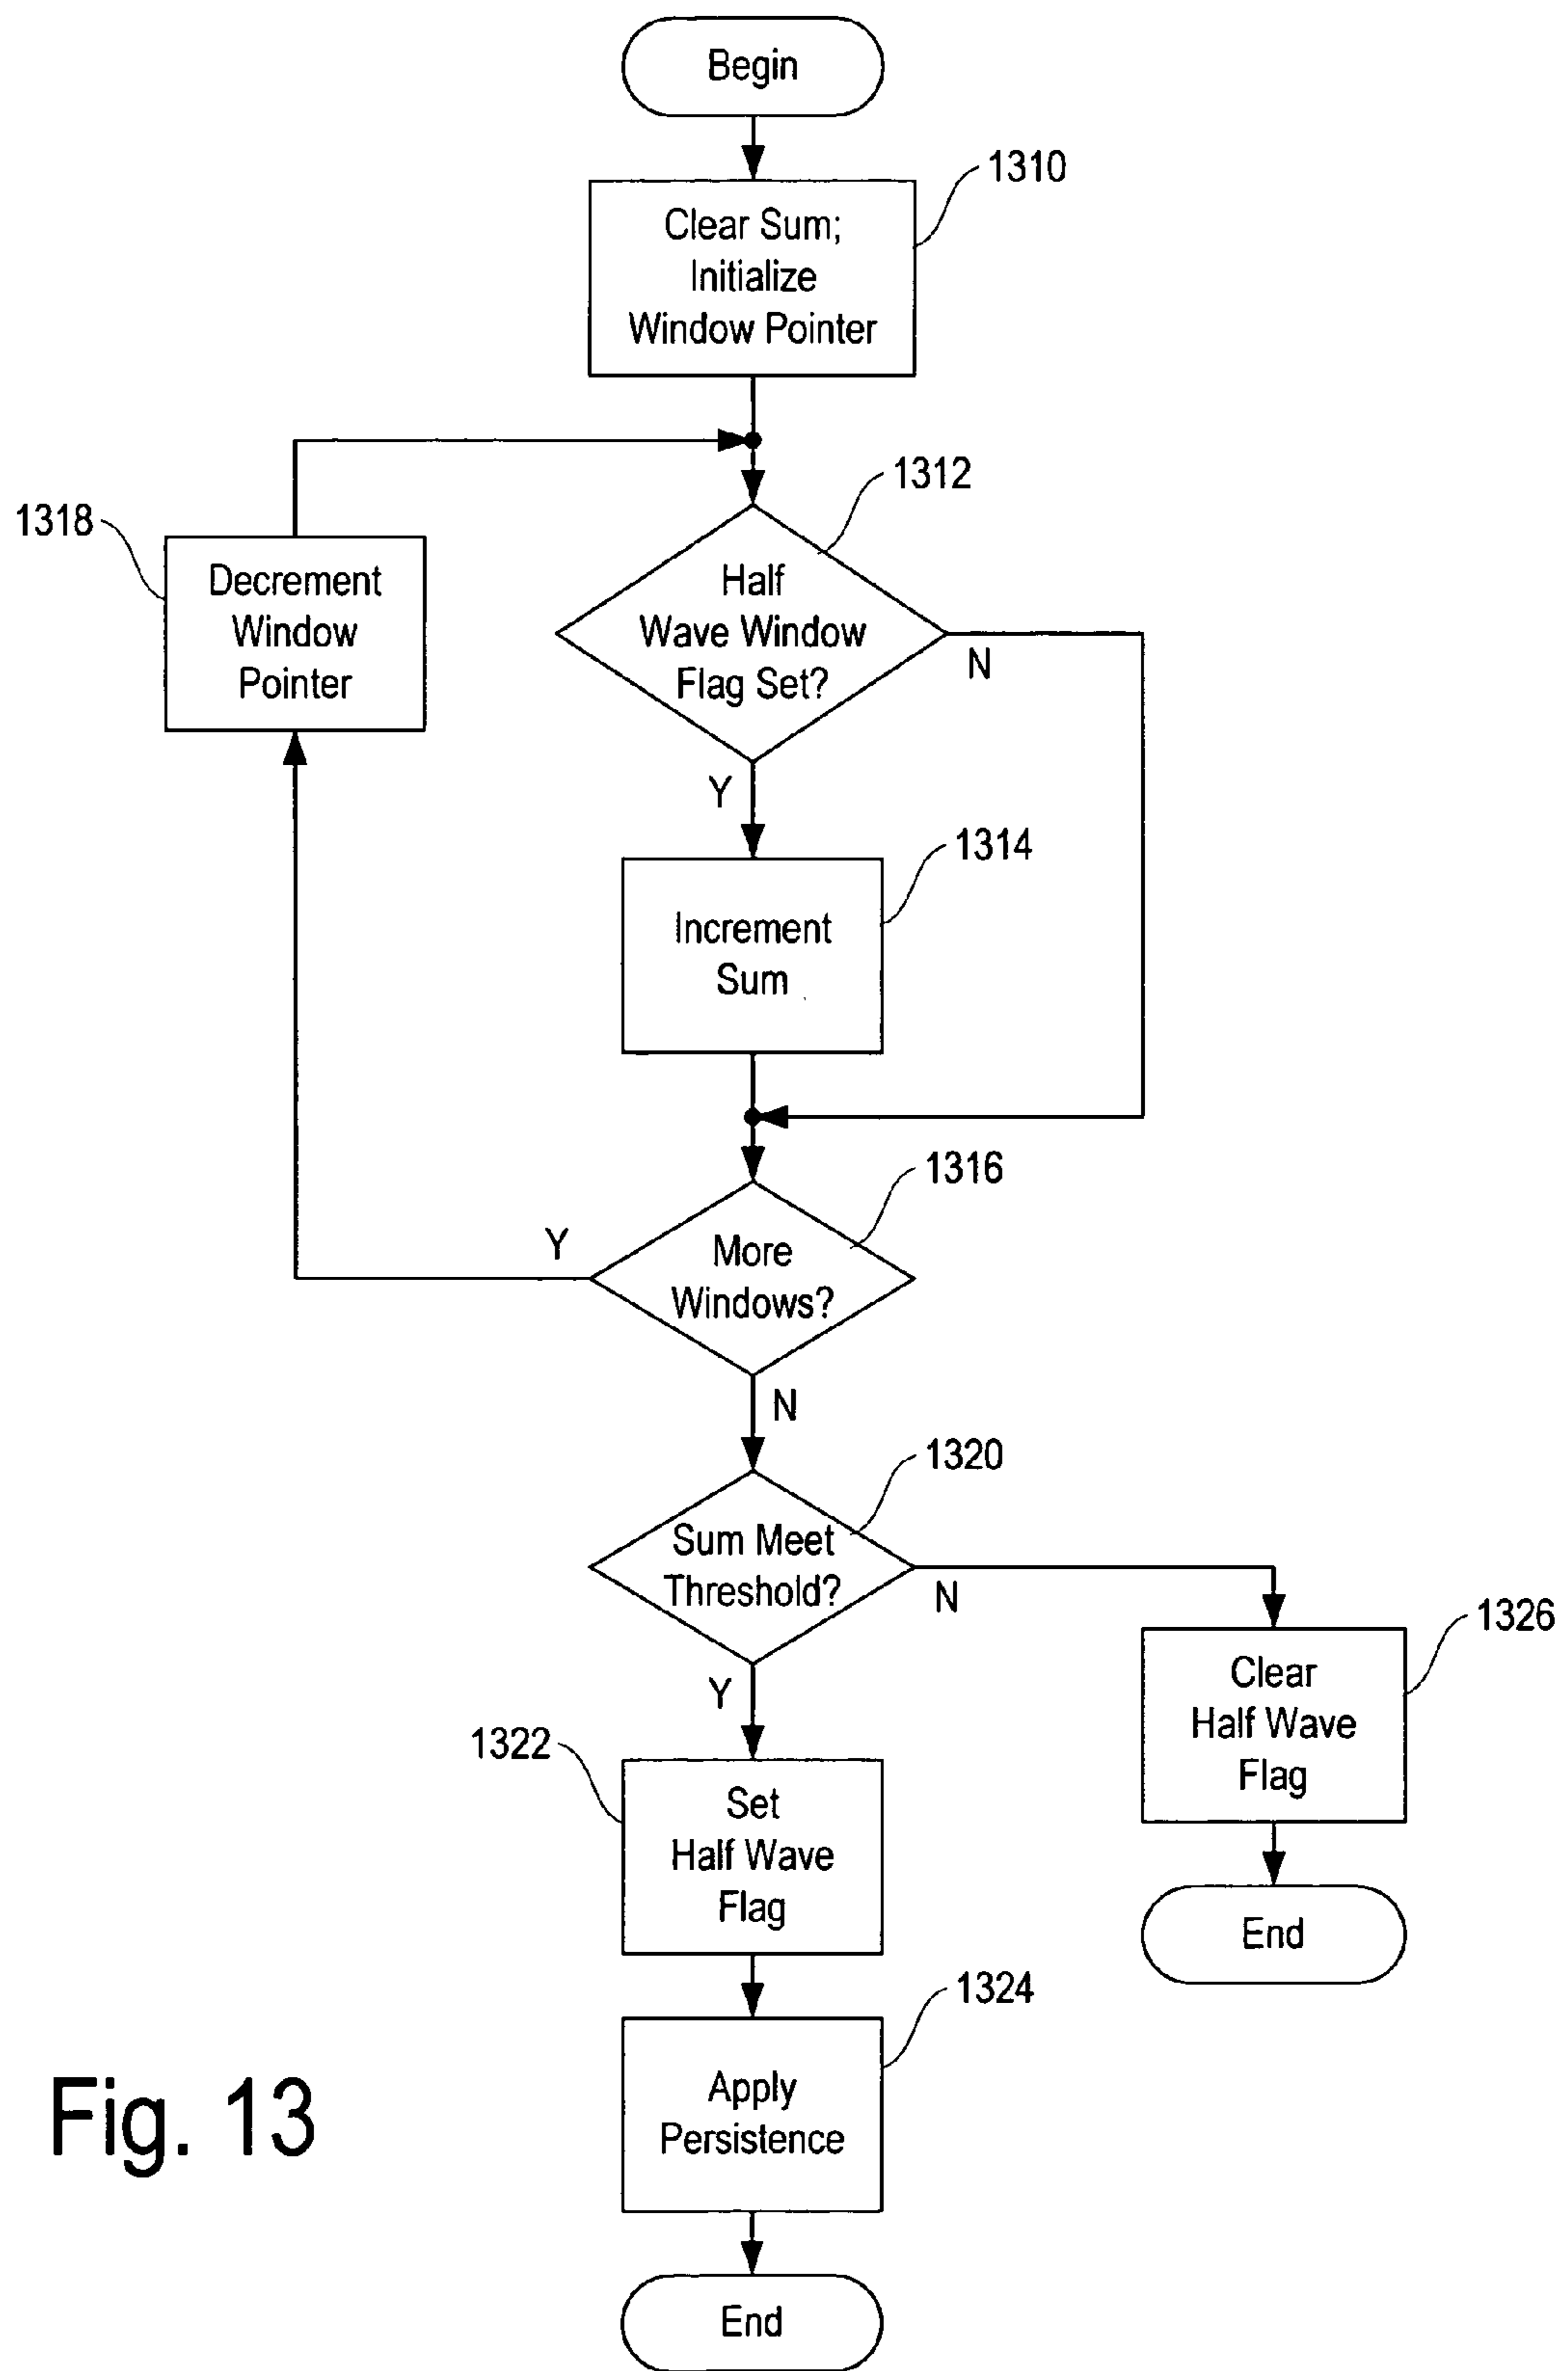 Begin
1310
Clear Sum;
Initialize
Window Pointer
1312
1318
Half
Wave Window
Flag Set?
Decrement
Window
Pointer
N
Y
1314
Increment
Sum
1316
Y
More
Windows?
N
1320
Sum Meet
Threshold?
N
1326
Y
Clear
Half Wave
Flag
1322
Set
Half Wave
Flag
End
1324
Apply
Persistence
Fig. 13
End